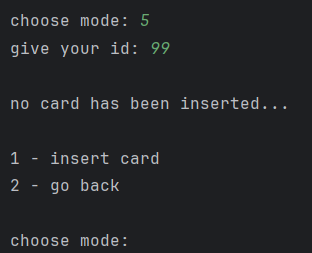 choose mode: 5
give your id: 99
no card has been inserted...
1 - insert card
2 - go back
choose mode: